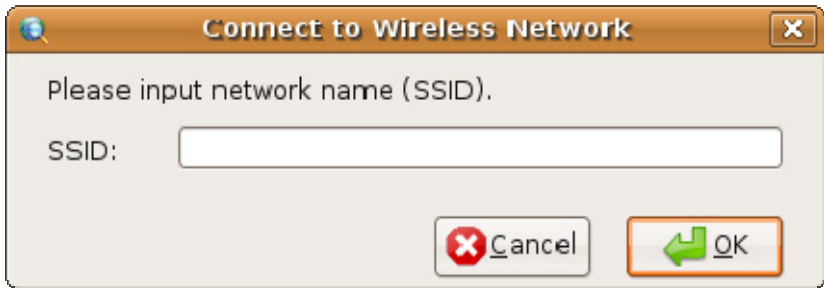 Connect to Wireless Network
Please input network name (SSID).
SSID:
Cancel
OK